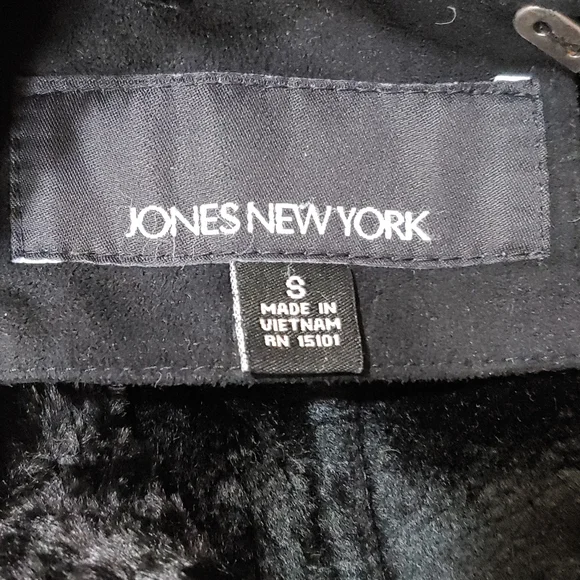 JONES NEW YORK
S
MADE IN
VIETNAM
RN 15101